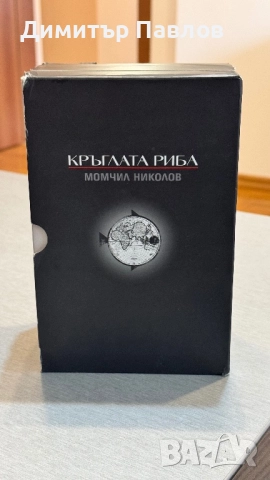 Димитър Павлов
КРЪГЛАТА РИБА
МОМЧИЛ НИКОЛОВ
BAZAR